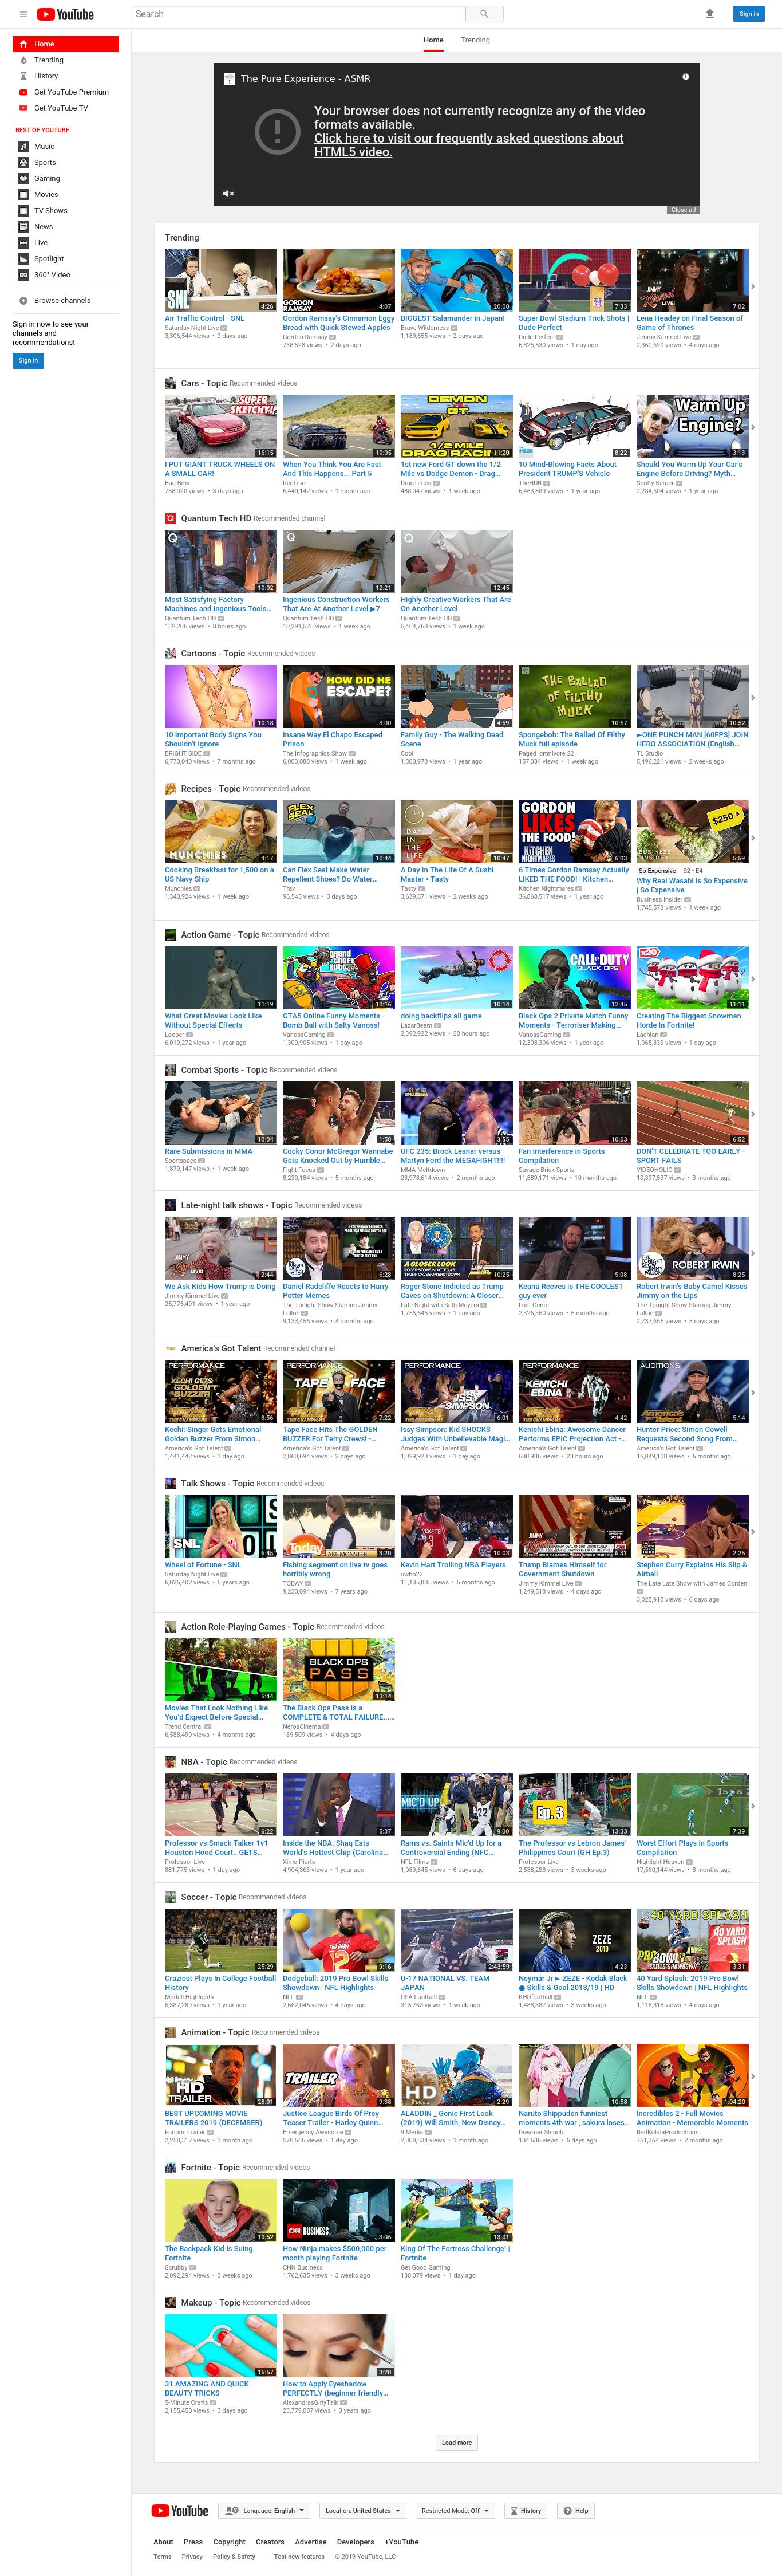 YouTube
Search
Sign in
Home
Trending
History
Get YouTube Premium
Get YouTube TV
BEST OF YOUTUBE
Music
Sports
Gaming
Movies
TV Shows
News
Live
Spotlight
360° Video
Browse channels
Sign in now to see your
channels and
recommendations!
Sign in
Home Trending
The Pure Experience - ASMR
Your browser does not currently recognize any of the video
formats available.
Click here to visit our frequently asked questions about
HTML5 video.
Close ad
Trending
Air Traffic Control - SNL
Saturday Night Live
3,306,544 views • 2 days ago
Gordon Ramsay's Cinnamon Eggy
Bread with Quick Stewed Apples
Gordon Ramsay
738,528 views • 2 days ago
BIGGEST Salamander in Japan!
Brave Wilderness
1,189,655 views • 2 days ago
Super Bowl Stadium Trick Shots |
Dude Perfect
Dude Perfect
6,825,530 views • 1 day ago
Lena Headey on Final Season of
Game of Thrones
Jimmy Kimmel Live
2,360,690 views • 4 days ago
Cars - Topic Recommended videos
I PUT GIANT TRUCK WHEELS ON
A SMALL CAR!
Bug Bmx
758,020 views • 3 days ago
When You Think You Are Fast
And This Happens... Part 5
RedLine
6,440,142 views • 1 month ago
1st new Ford GT down the 1/2
Mile vs Dodge Demon - Drag...
DragTimes
488,047 views • 1 week ago
10 Mind-Blowing Facts About
President TRUMP'S Vehicle
TheHUB
6,463,889 views • 1 year ago
Should You Warm Up Your Car's
Engine Before Driving? Myth...
Scotty Kilmer
2,284,504 views • 1 year ago
Quantum Tech HD Recommended channel
Most Satisfying Factory
Machines and Ingenious Tools...
Quantum Tech HD
132,206 views • 8 hours ago
Ingenious Construction Workers
That Are At Another Level ▶7
Quantum Tech HD
10,291,525 views • 1 week ago
Highly Creative Workers That Are
On Another Level
Quantum Tech HD
5,464,768 views • 1 week ago
Cartoons - Topic Recommended videos
10 Important Body Signs You
Shouldn't Ignore
BRIGHT SIDE
6,770,040 views • 7 months ago
Insane Way El Chapo Escaped
Prison
The Infographics Show
6,003,088 views • 1 week ago
Family Guy - The Walking Dead
Scene
Cool
1,880,978 views • 1 year ago
Spongebob: The Ballad Of Filthy
Muck full episode
Paged_omnivore 22
157,034 views • 1 week ago
►ONE PUNCH MAN [60FPS] JOIN
HERO ASSOCIATION (English...
TL Studio
5,496,221 views • 2 weeks ago
Recipes - Topic Recommended videos
Cooking Breakfast for 1,500 on a
US Navy Ship
Munchies
1,340,924 views • 1 week ago
Can Flex Seal Make Water
Repellent Shoes? Do Water...
Trav
96,545 views • 3 days ago
A Day In The Life Of A Sushi
Master • Tasty
Tasty
3,639,871 views • 2 weeks ago
6 Times Gordon Ramsay Actually
LIKED THE FOOD! | Kitchen...
Kitchen Nightmares
36,868,517 views • 1 year ago
So Expensive S2 • E4
Why Real Wasabi Is So Expensive
| So Expensive
Business Insider
1,745,578 views • 1 week ago
Action Game - Topic Recommended videos
What Great Movies Look Like
Without Special Effects
Looper
6,019,272 views • 1 year ago
GTA5 Online Funny Moments -
Bomb Ball with Salty Vanoss!
VanossGaming
1,309,905 views • 1 day ago
doing backflips all game
LazarBeam
2,392,922 views • 20 hours ago
Black Ops 2 Private Match Funny
Moments - Terroriser Making...
VanossGaming
12,308,306 views • 1 year ago
Creating The Biggest Snowman
Horde In Fortnite!
Lachlan
1,065,339 views • 1 day ago
Combat Sports - Topic Recommended videos
Rare Submissions in MMA
Sportspace
1,879,147 views • 1 week ago
Cocky Conor McGregor Wannabe
Gets Knocked Out by Humble...
Fight Focus
8,230,184 views • 5 months ago
UFC 235: Brock Lesnar versus
Martyn Ford the MEGAFIGHT!!!!
MMA Meltdown
23,973,614 views • 2 months ago
Fan Interference in Sports
Compilation
Savage Brick Sports
11,889,171 views • 10 months ago
DON'T CELEBRATE TOO EARLY -
SPORT FAILS
VIDEOHOLIC
10,397,837 views • 3 months ago
Late-night talk shows - Topic Recommended videos
We Ask Kids How Trump is Doing
Jimmy Kimmel Live
25,776,491 views • 1 year ago
Daniel Radcliffe Reacts to Harry
Potter Memes
The Tonight Show Starring Jimmy
Fallon
9,133,456 views • 4 months ago
Roger Stone Indicted as Trump
Caves on Shutdown: A Closer...
Late Night with Seth Meyers
1,756,645 views • 1 day ago
Keanu Reeves is THE COOLEST
guy ever
Lost Genre
2,326,360 views • 6 months ago
Robert Irwin's Baby Camel Kisses
Jimmy on the Lips
The Tonight Show Starring Jimmy
Fallon
2,737,655 views • 5 days ago
America's Got Talent Recommended channel
Kechi: Singer Gets Emotional
Golden Buzzer From Simon...
America's Got Talent
1,441,442 views • 1 day ago
Tape Face Hits The GOLDEN
BUZZER For Terry Crews! -...
America's Got Talent
2,860,694 views • 2 days ago
Issy Simpson: Kid SHOCKS
Judges With Unbelievable Magi...
America's Got Talent
1,029,923 views • 1 day ago
Kenichi Ebina: Awesome Dancer
Performs EPIC Projection Act -...
America's Got Talent
688,986 views • 23 hours ago
Hunter Price: Simon Cowell
Requests Second Song From...
America's Got Talent
16,849,108 views • 6 months ago
Talk Shows - Topic Recommended videos
Wheel of Fortune - SNL
Saturday Night Live
6,025,402 views • 5 years ago
Fishing segment on live tv goes
horribly wrong
TODAY
9,230,094 views • 7 years ago
Kevin Hart Trolling NBA Players
uwho22
11,135,805 views • 5 months ago
Trump Blames Himself for
Government Shutdown
Jimmy Kimmel Live
1,249,518 views • 4 days ago
Stephen Curry Explains His Slip &
Airball
The Late Late Show with James Corden
3,025,915 views • 6 days ago
Action Role-Playing Games - Topic Recommended videos
Movies That Look Nothing Like
You'd Expect Before Special...
Trend Central
6,588,490 views • 4 months ago
The Black Ops Pass is a
COMPLETE & TOTAL FAILURE......
NerosCinema
189,509 views • 4 days ago
NBA - Topic Recommended videos
Professor vs Smack Talker 1v1
Houston Hood Court.. GETS...
Professor Live
881,775 views • 1 day ago
Inside the NBA: Shaq Eats
World's Hottest Chip (Carolina...
Ximo Pierto
4,904,363 views • 1 year ago
Rams vs. Saints Mic'd Up for a
Controversial Ending (NFC...
NFL Films
1,069,645 views • 6 days ago
The Professor vs Lebron James'
Philippines Court (GH Ep.3)
Professor Live
2,538,288 views • 3 weeks ago
Worst Effort Plays in Sports
Compilation
Highlight Heaven
17,560,144 views • 8 months ago
Soccer - Topic Recommended videos
Craziest Plays In College Football
History
Modell Highlights
6,387,289 views • 1 year ago
Dodgeball: 2019 Pro Bowl Skills
Showdown | NFL Highlights
NFL
2,662,045 views • 4 days ago
U-17 NATIONAL VS. TEAM
JAPAN
USA Football
315,763 views • 1 week ago
Neymar Jr ► ZEZE - Kodak Black
● Skills & Goal 2018/19 | HD
KHDfootball
1,488,387 views • 3 weeks ago
40 Yard Splash: 2019 Pro Bowl
Skills Showdown | NFL Highlights
NFL
1,116,318 views • 4 days ago
Animation - Topic Recommended videos
BEST UPCOMING MOVIE
TRAILERS 2019 (DECEMBER)
Furious Trailer
2,258,317 views • 1 month ago
Justice League Birds Of Prey
Teaser Trailer - Harley Quinn...
Emergency Awesome
570,566 views • 1 day ago
ALADDIN _ Genie First Look
(2019) Will Smith, New Disney...
9 Media
2,808,534 views • 1 month ago
Naruto Shippuden funniest
moments 4th war , sakura loses...
Dreamer Shinobi
184,636 views • 5 days ago
Incredibles 2 - Full Movies
Animation - Memorable Moments
BadKolalaProductions
751,364 views • 2 months ago
Fortnite - Topic Recommended videos
The Backpack Kid Is Suing
Fortnite
Scrubby
2,092,294 views • 3 weeks ago
How Ninja makes $500,000 per
month playing Fortnite
CNN Business
1,762,635 views • 3 weeks ago
King Of The Fortress Challenge! |
Fortnite
Get Good Gaming
138,079 views • 1 day ago
Makeup - Topic Recommended videos
31 AMAZING AND QUICK
BEAUTY TRICKS
5-Minute Crafts
2,155,450 views • 3 days ago
How to Apply Eyeshadow
PERFECTLY (beginner friendly...
AlexandrasGirlyTalk
23,779,087 views • 3 years ago
Load more
YouTube
Language: English
Location: United States
Restricted Mode: Off
History
Help
About Press Copyright Creators Advertise Developers +YouTube
Terms Privacy Policy & Safety Test new features © 2019 YouTube, LLC